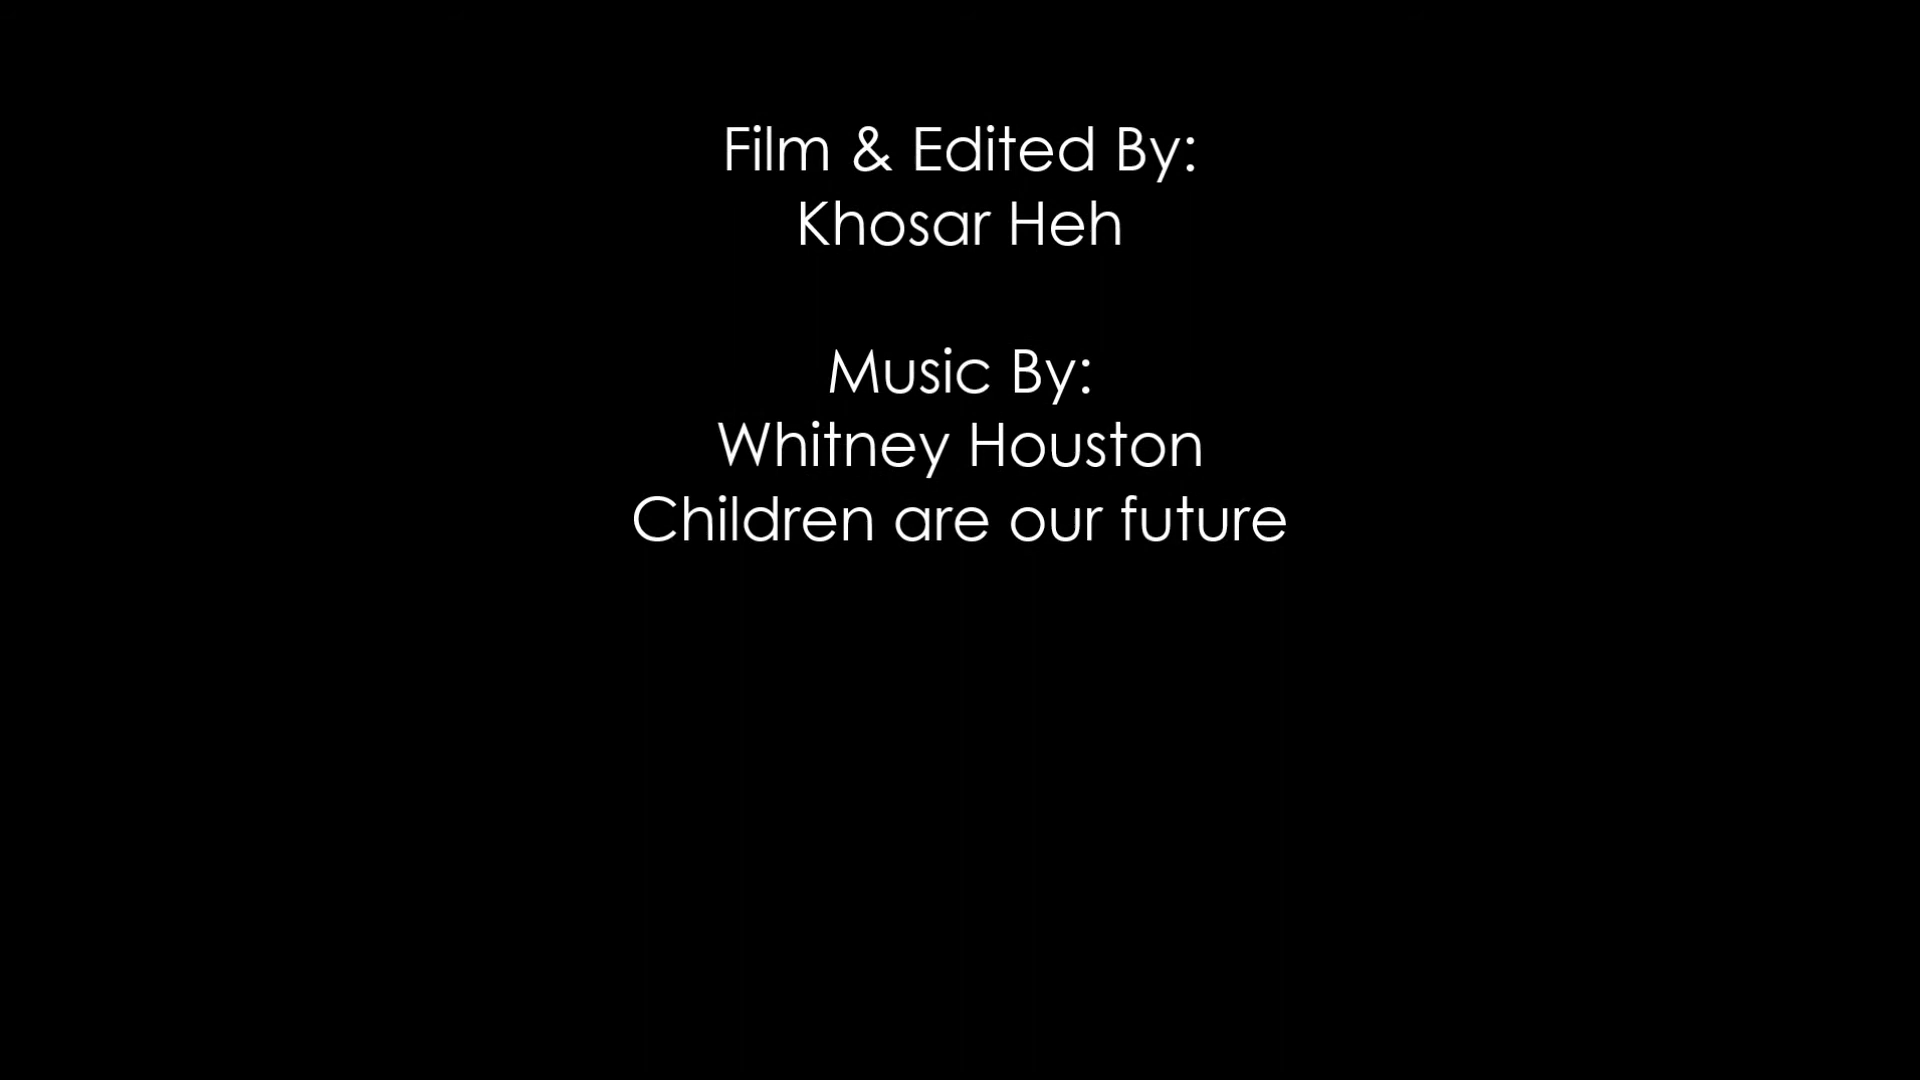 Film & Edited By:
Khosar Heh
Music By:
Whitney Houston
Children are our future